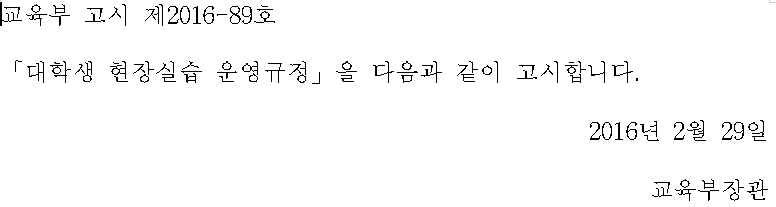 교육부 고시 제2016-89호
「대학생 현장실습 운영규정」을 다음과 같이 고시합니다.
2016년 2월 29일
교육부장관